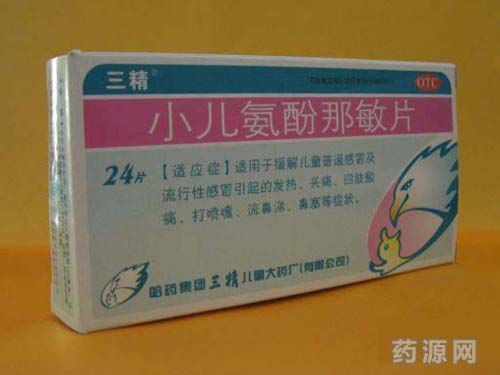 三精®
OTC
小儿氨酚那敏片
24片
【适应症】适用于缓解儿童普通感冒及
流行性感冒引起的发热、头痛、四肢酸
痛、打喷嚏、流鼻涕、鼻塞等症状。
哈药集团三精儿童大药厂(有限公司)
药源网